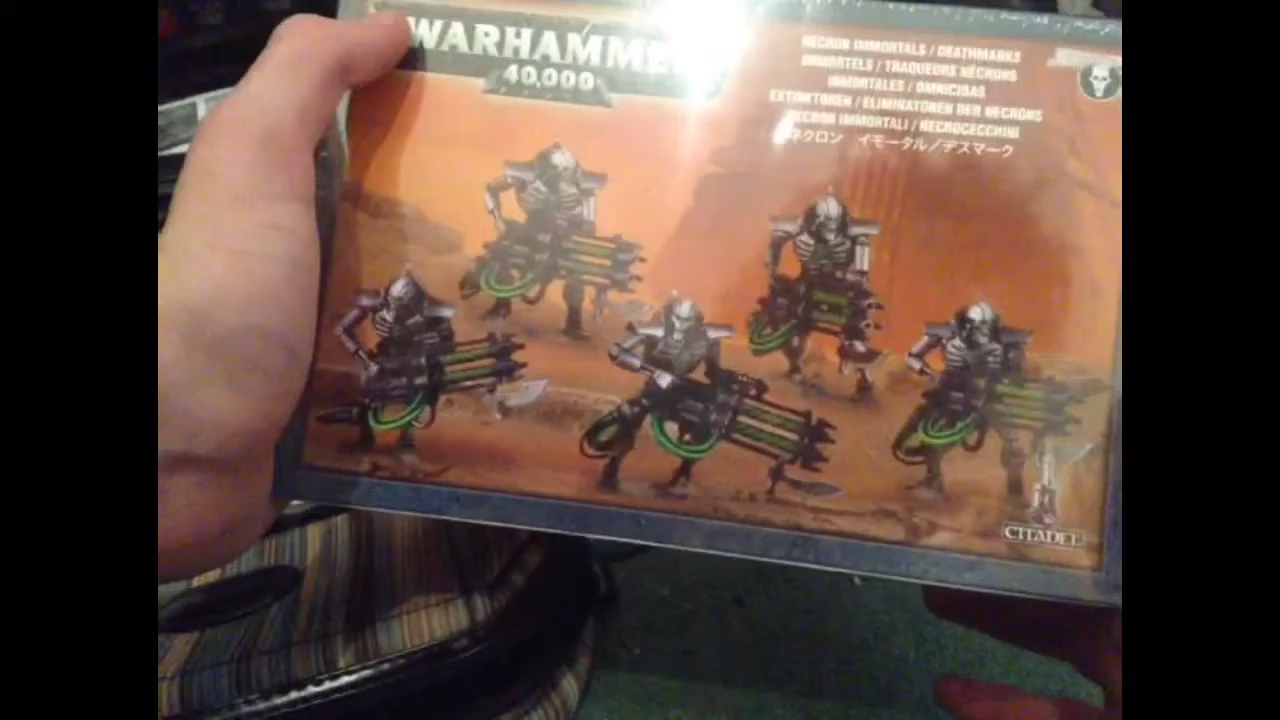 WARHAMME
40,000
NECRON IMMORTALS / DEATHMARKS
IMMORTELS / TRAQUEURS NÉCRONS
IMMORTALES / OMNICIDAS
EXTINKTOREN / ELIMINATOREN DER NECRONS
NECRON IMMORTALI / NECROCECCHINI
ネクロン イモータル/デスマーク
CITADEL